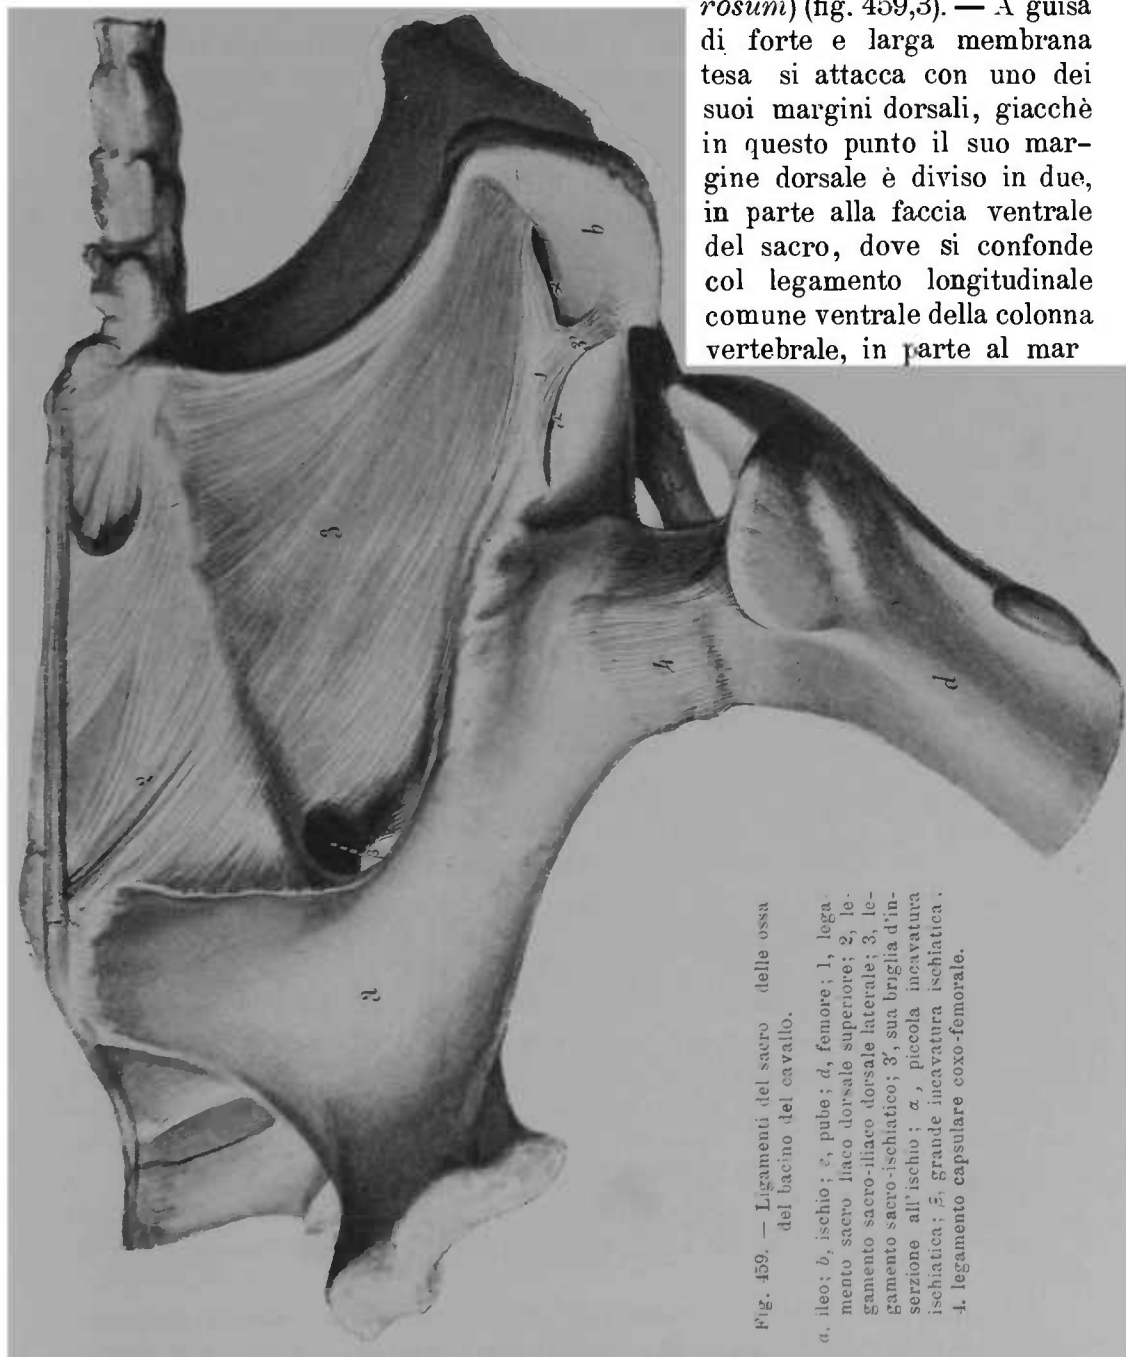 rosum) (fig. 459,3). — A guisa
di forte e larga membrana
tesa si attacca con uno dei
suoi margini dorsali, giacchè
in questo punto il suo mar-
gine dorsale è diviso in due,
in parte alla faccia ventrale
del sacro, dove si confonde
col legamento longitudinale
comune ventrale della colonna
vertebrale, in parte al mar
b
3'
3
4
2
d
a
Fig. 459. — Ligamenti del sacro delle ossa
del bacino del cavallo.
a. ileo; b, ischio; c, pube; d, femore; 1, lega-
mento sacro iliaco dorsale superiore; 2, le-
gamento sacro-iliaco dorsale laterale; 3, le-
gamento sacro-ischiatico; 3', sua briglia d'in-
serzione all'ischio; α, piccola incavatura
ischiatica; β, grande incavatura ischiatica.
4. legamento capsulare coxo-femorale.